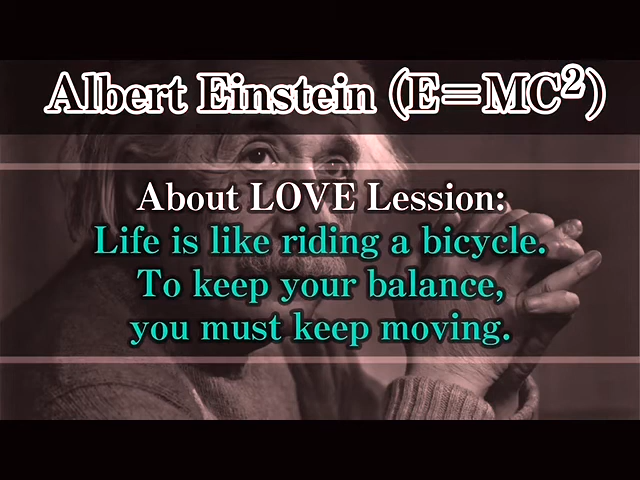 Albert Einstein (E=MC²)
About LOVE Lession:
Life is like riding a bicycle.
To keep your balance,
you must keep moving.